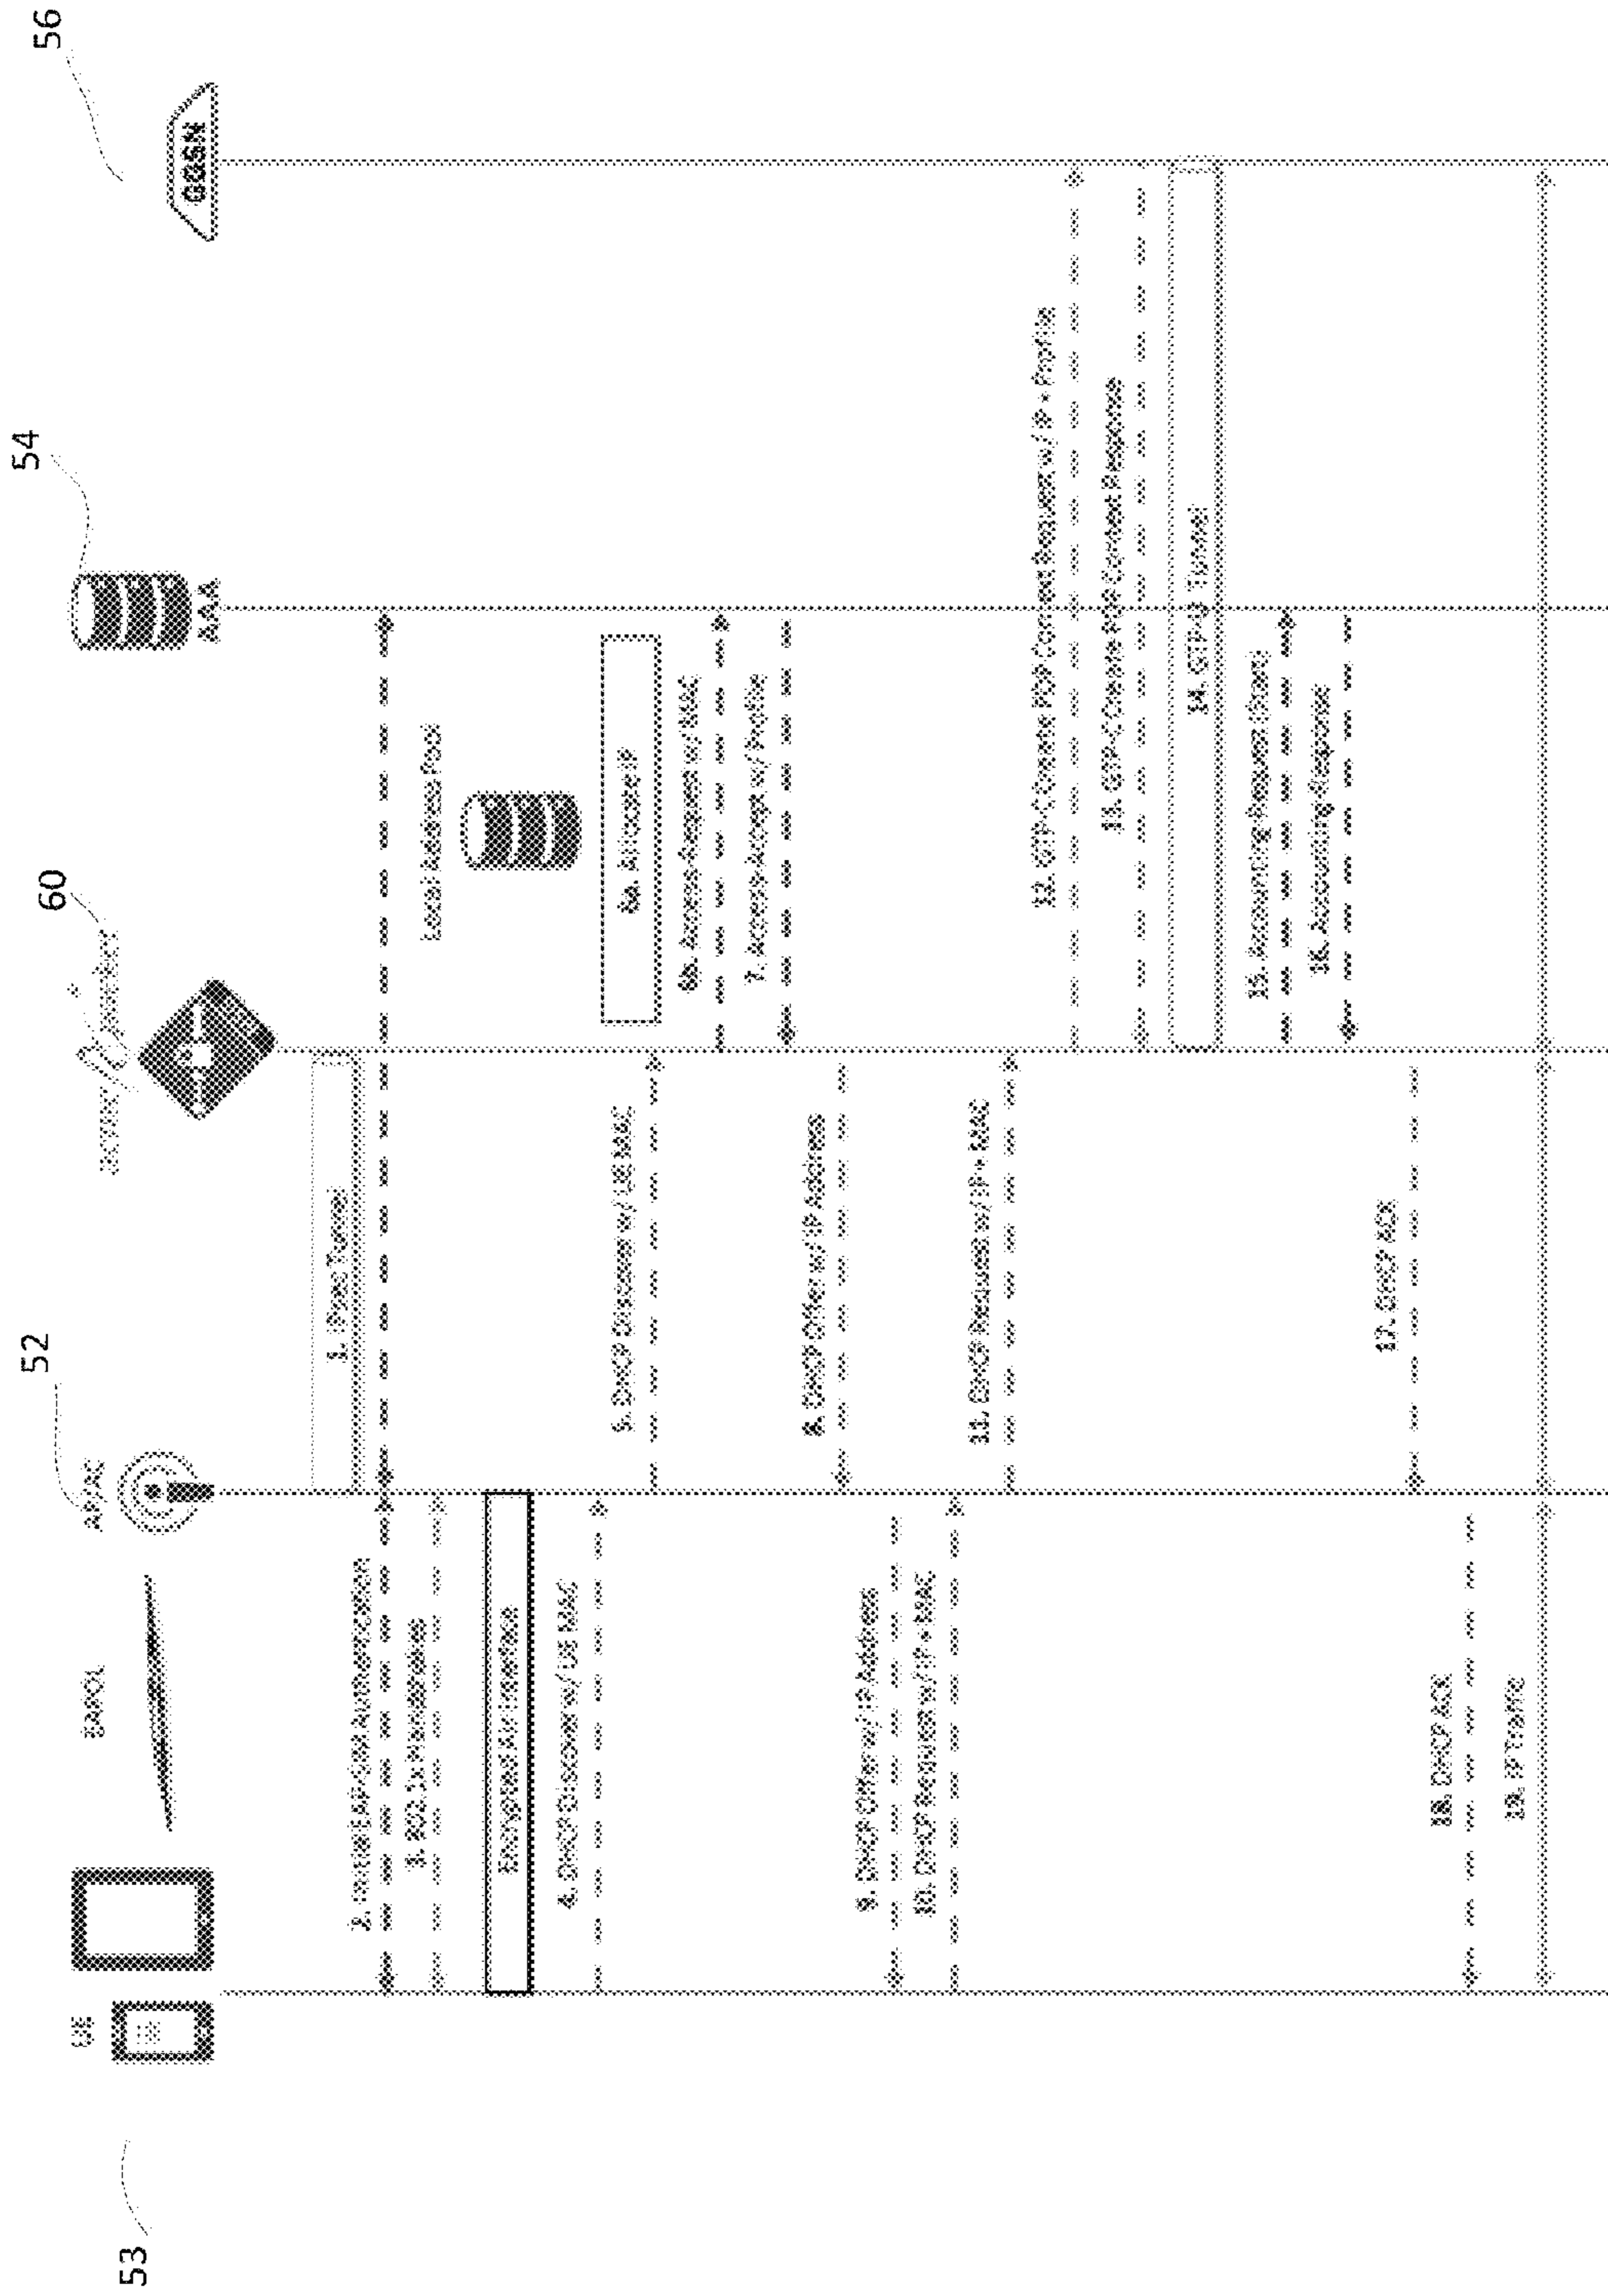 53
52
60
54
56
UE
EAPOL
AP/AC
AAA
GGSN
1. IPsec Tunnel
2. Initial EAP-SIM Authentication
3. 802.1x Handshakes
Local Address Pool
Encrypted Air Interface
4. DHCP Discover w/ UE MAC
5. DHCP Discover w/ UE MAC
6a. Allocate IP
6b. Access-Request w/ MAC
7. Access-Accept w/ Profile
8. DHCP Offer w/ IP Address
9. DHCP Offer w/ IP Address
10. DHCP Request w/ IP + MAC
11. DHCP Request w/ IP + MAC
12. GTP-C Create PDP Context Request w/ IP + Profile
13. GTP-C Create PDP Context Response
14. GTP-U Tunnel
15. Accounting-Request (Start)
16. Accounting-Response
17. DHCP ACK
18. DHCP ACK
19. IP Traffic